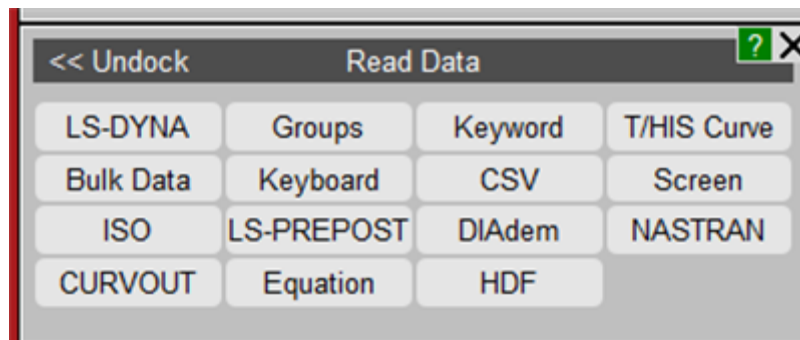 << Undock Read Data ? X
LS-DYNA Groups Keyword T/HIS Curve
Bulk Data Keyboard CSV Screen
ISO LS-PREPOST DIAdem NASTRAN
CURVOUT Equation HDF